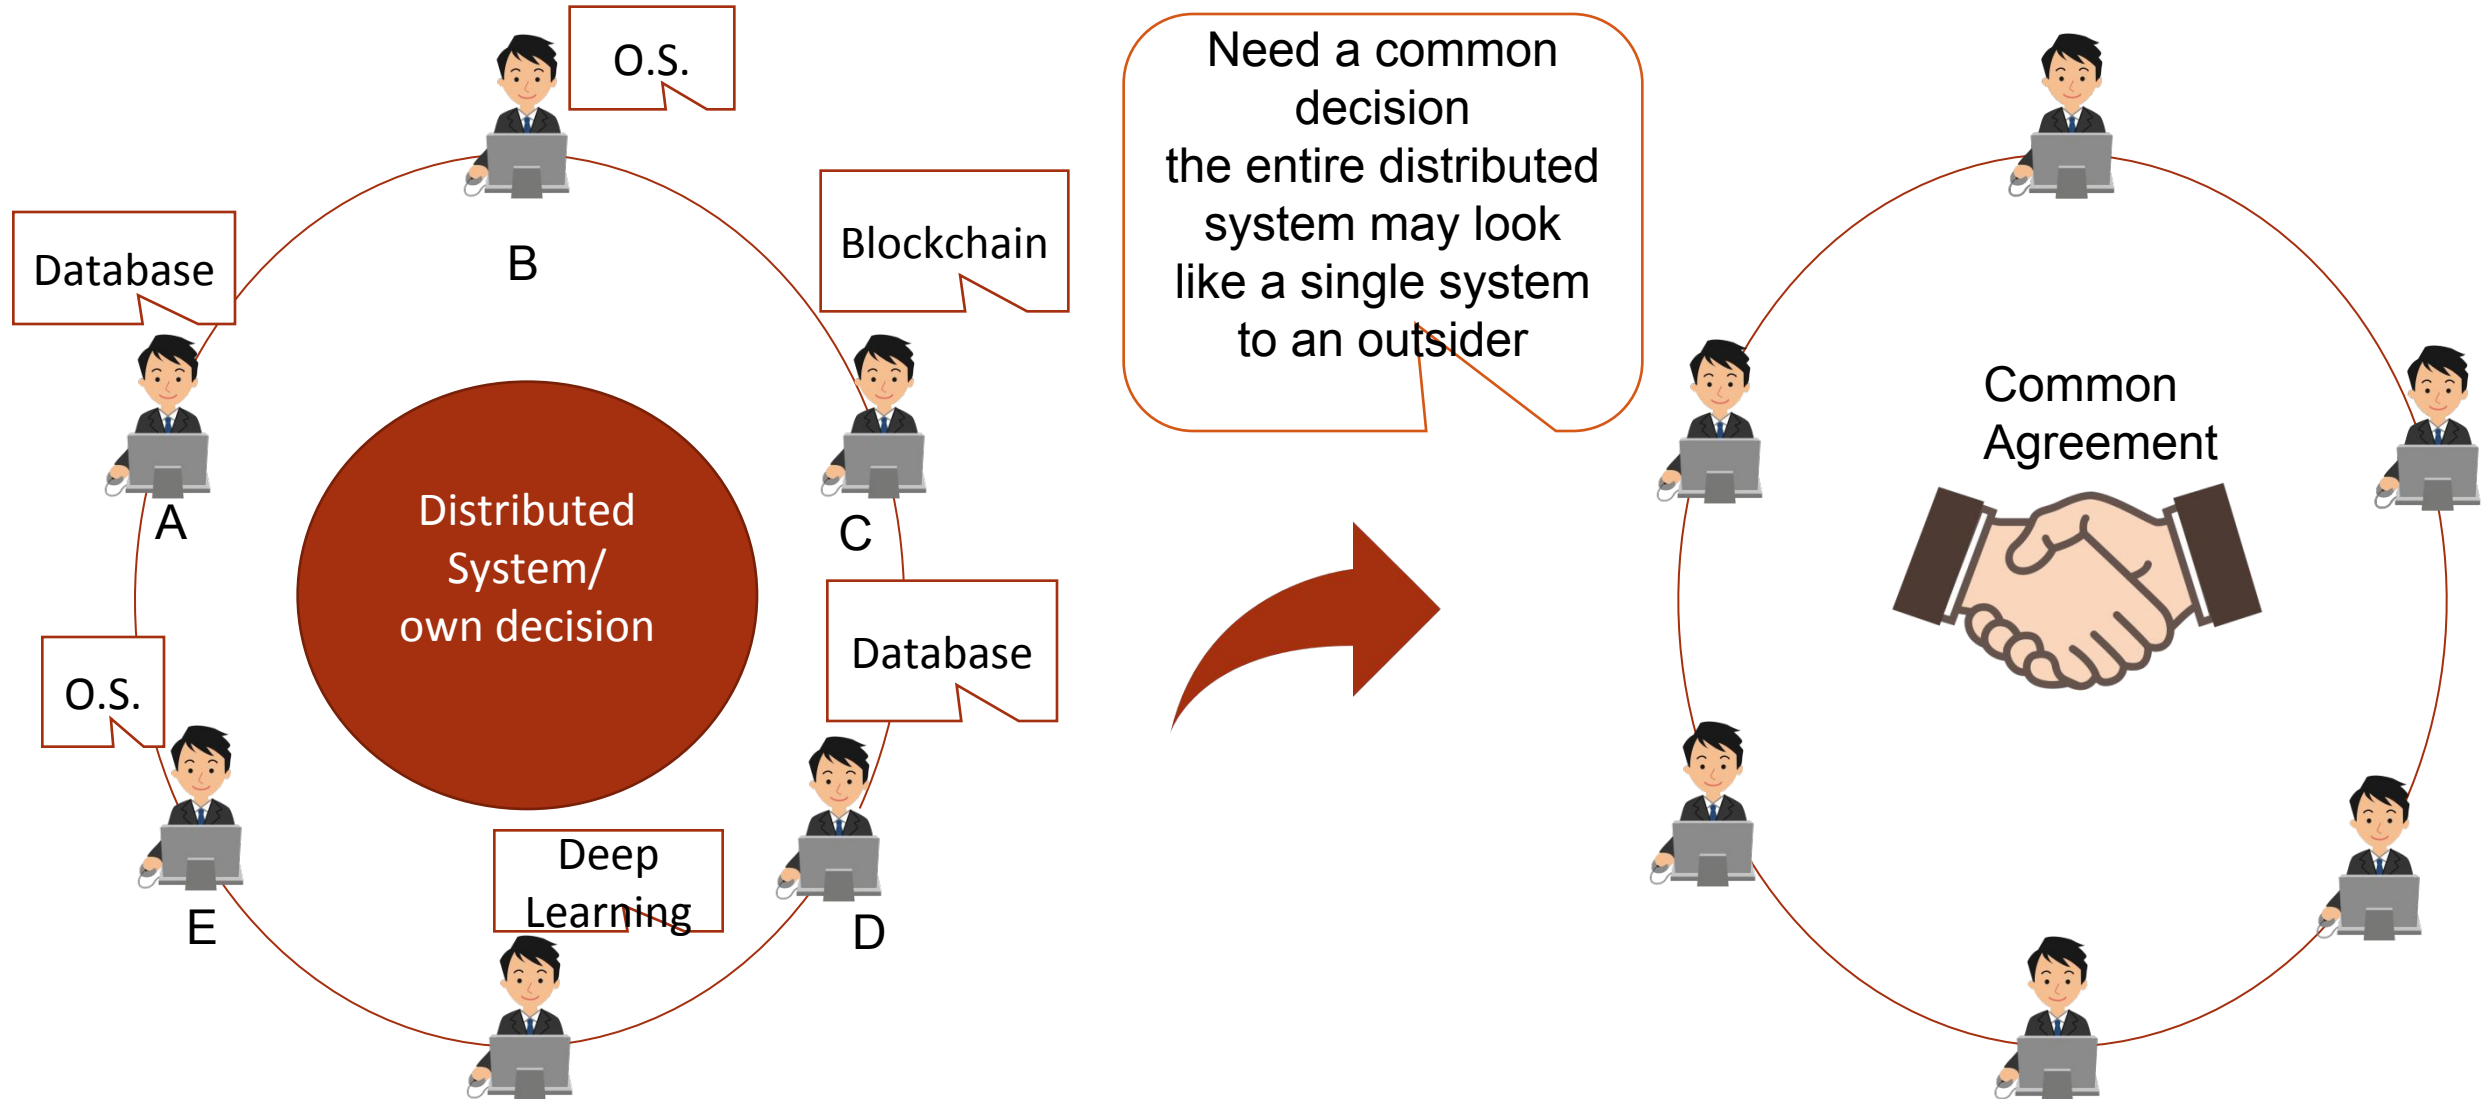 O.S.
B
Database
A
Blockchain
C
Distributed
System/
own decision
Database
D
O.S.
E
Deep
Learning
Need a common
decision
the entire distributed
system may look
like a single system
to an outsider
Common
Agreement